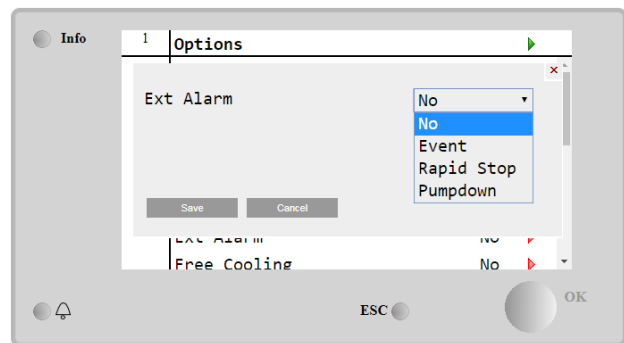 Info
1 Options
Ext Alarm No
No
Event
Rapid Stop
Pumpdown
Save Cancel
Ext Alarm No
Free Cooling No
ESC
OK